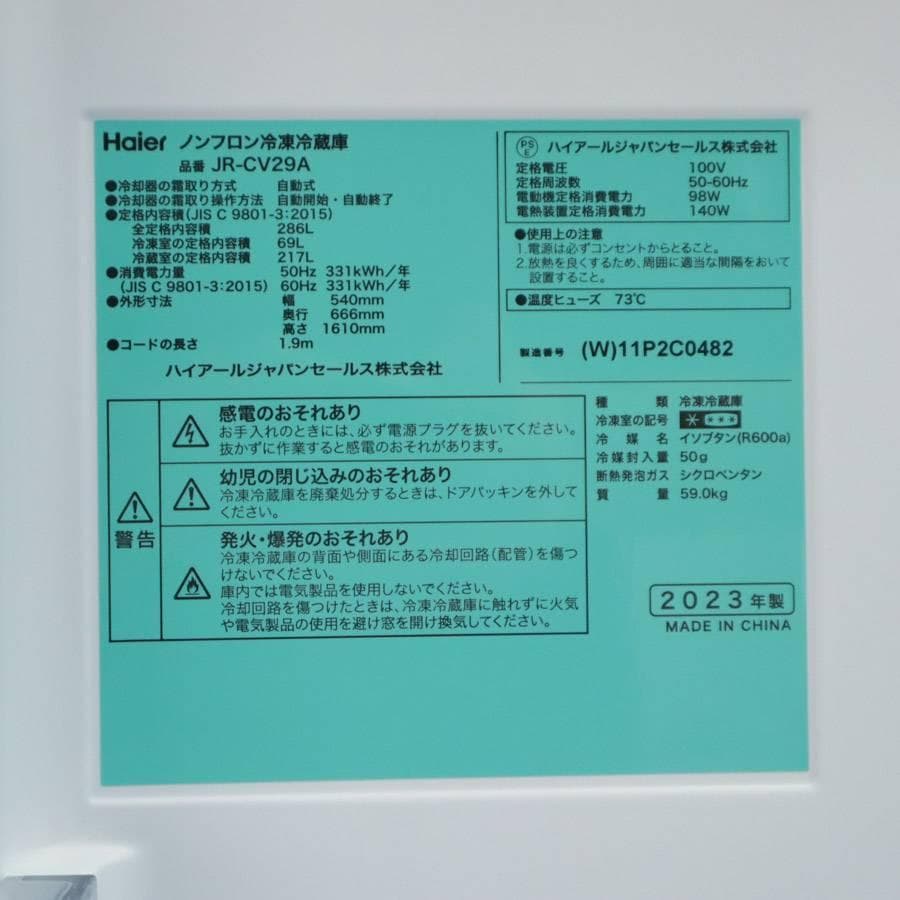 Haier ノンフロン冷凍冷蔵庫
品番 JR-CV29A
●冷却器の霜取り方式 自動式
●冷却器の霜取り操作方法 自動開始・自動終了
●定格内容積(JIS C 9801-3:2015)
全定格内容積 286L
冷凍室の定格内容積 69L
冷蔵室の定格内容積 217L
●消費電力量 50Hz 331kWh/年
(JIS C 9801-3:2015) 60Hz 331kWh/年
●外形寸法 幅 540mm
奥行 666mm
高さ 1610mm
●コードの長さ 1.9m
ハイアールジャパンセールス株式会社
PS
E ハイアールジャパンセールス株式会社
定格電圧 100V
定格周波数 50-60Hz
電動機定格消費電力 98W
電熱装置定格消費電力 140W
●使用上の注意
1.電源は必ずコンセントからとること。
2.放熱を良くするため、周囲に適当な間隔をおいて
設置すること。
●温度ヒューズ 73℃
製造番号 (W)11P2C0482
警告
感電のおそれあり
お手入れのときには、必ず電源プラグを抜いてください。
抜かずに作業すると感電のおそれがあります。
幼児の閉じ込めのおそれあり
冷凍冷蔵庫を廃棄処分するときは、ドアパッキンを外して
ください。
発火・爆発のおそれあり
冷凍冷蔵庫の背面や側面にある冷却回路(配管)を傷つ
けないでください。
庫内では電気製品を使用しないでください。
冷却回路を傷つけたときは、冷凍冷蔵庫に触れずに火気
や電気製品の使用を避け窓を開け換気してください。
種類 冷凍冷蔵庫
冷凍室の記号 * ***
冷媒名 イソブタン(R600a)
冷媒封入量 50g
断熱発泡ガス シクロペンタン
質量 59.0kg
2023年製
MADE IN CHINA